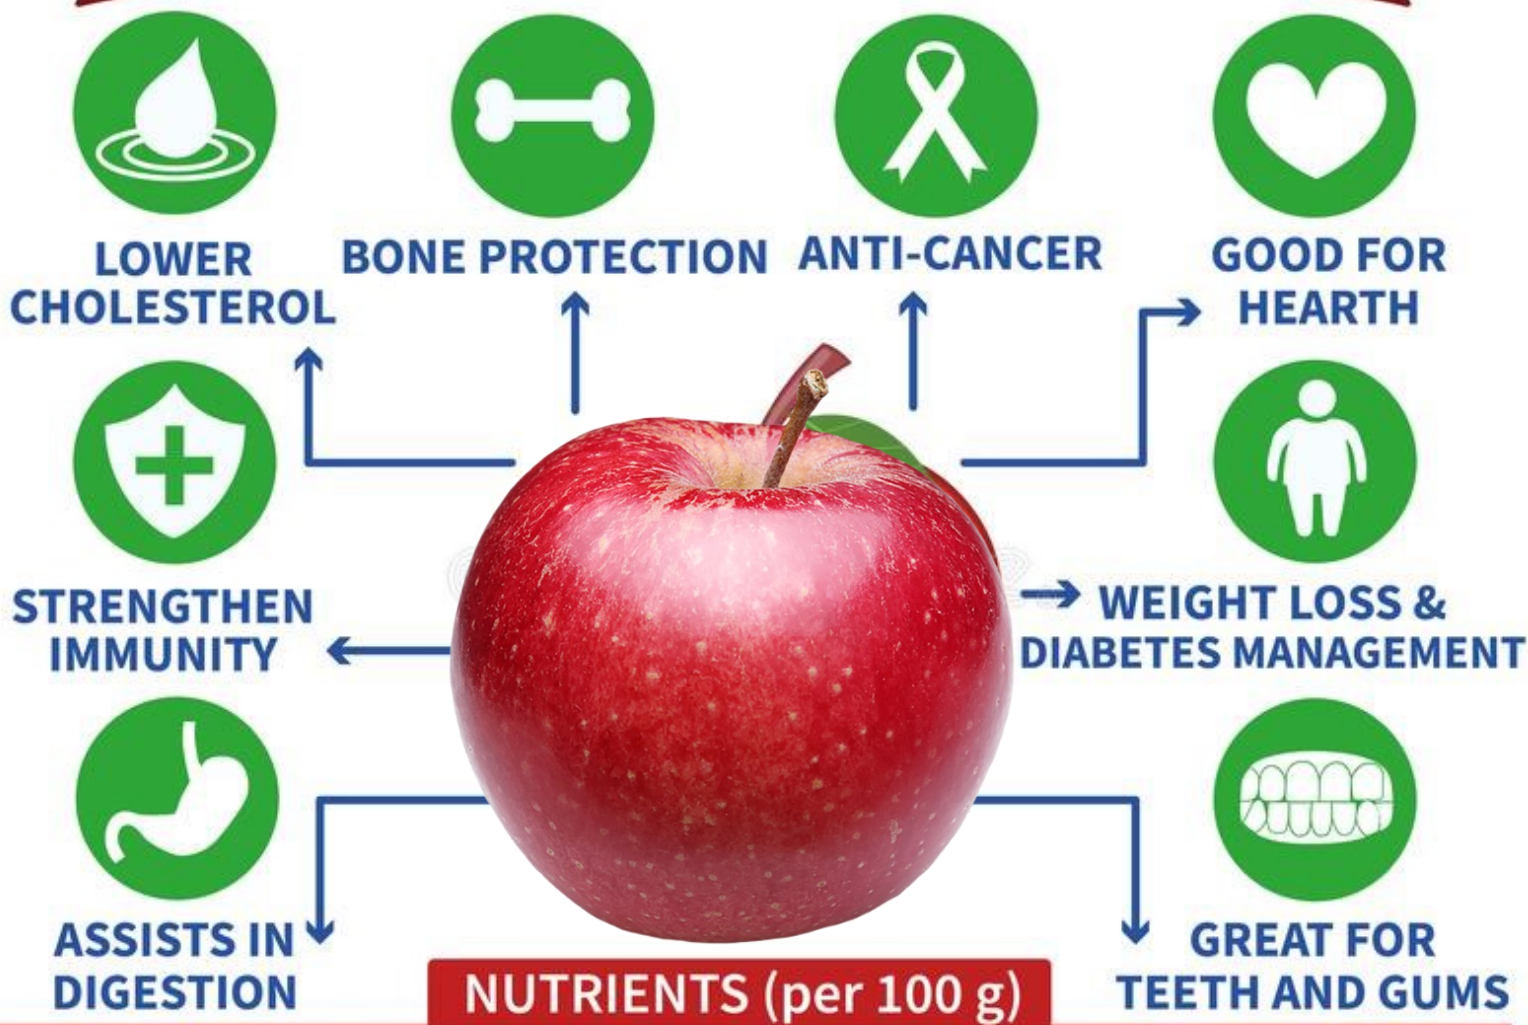 LOWER
CHOLESTEROL
BONE PROTECTION
ANTI-CANCER
GOOD FOR
HEARTH
STRENGTHEN
IMMUNITY
WEIGHT LOSS &
DIABETES MANAGEMENT
ASSISTS IN
DIGESTION
GREAT FOR
TEETH AND GUMS
NUTRIENTS (per 100 g)